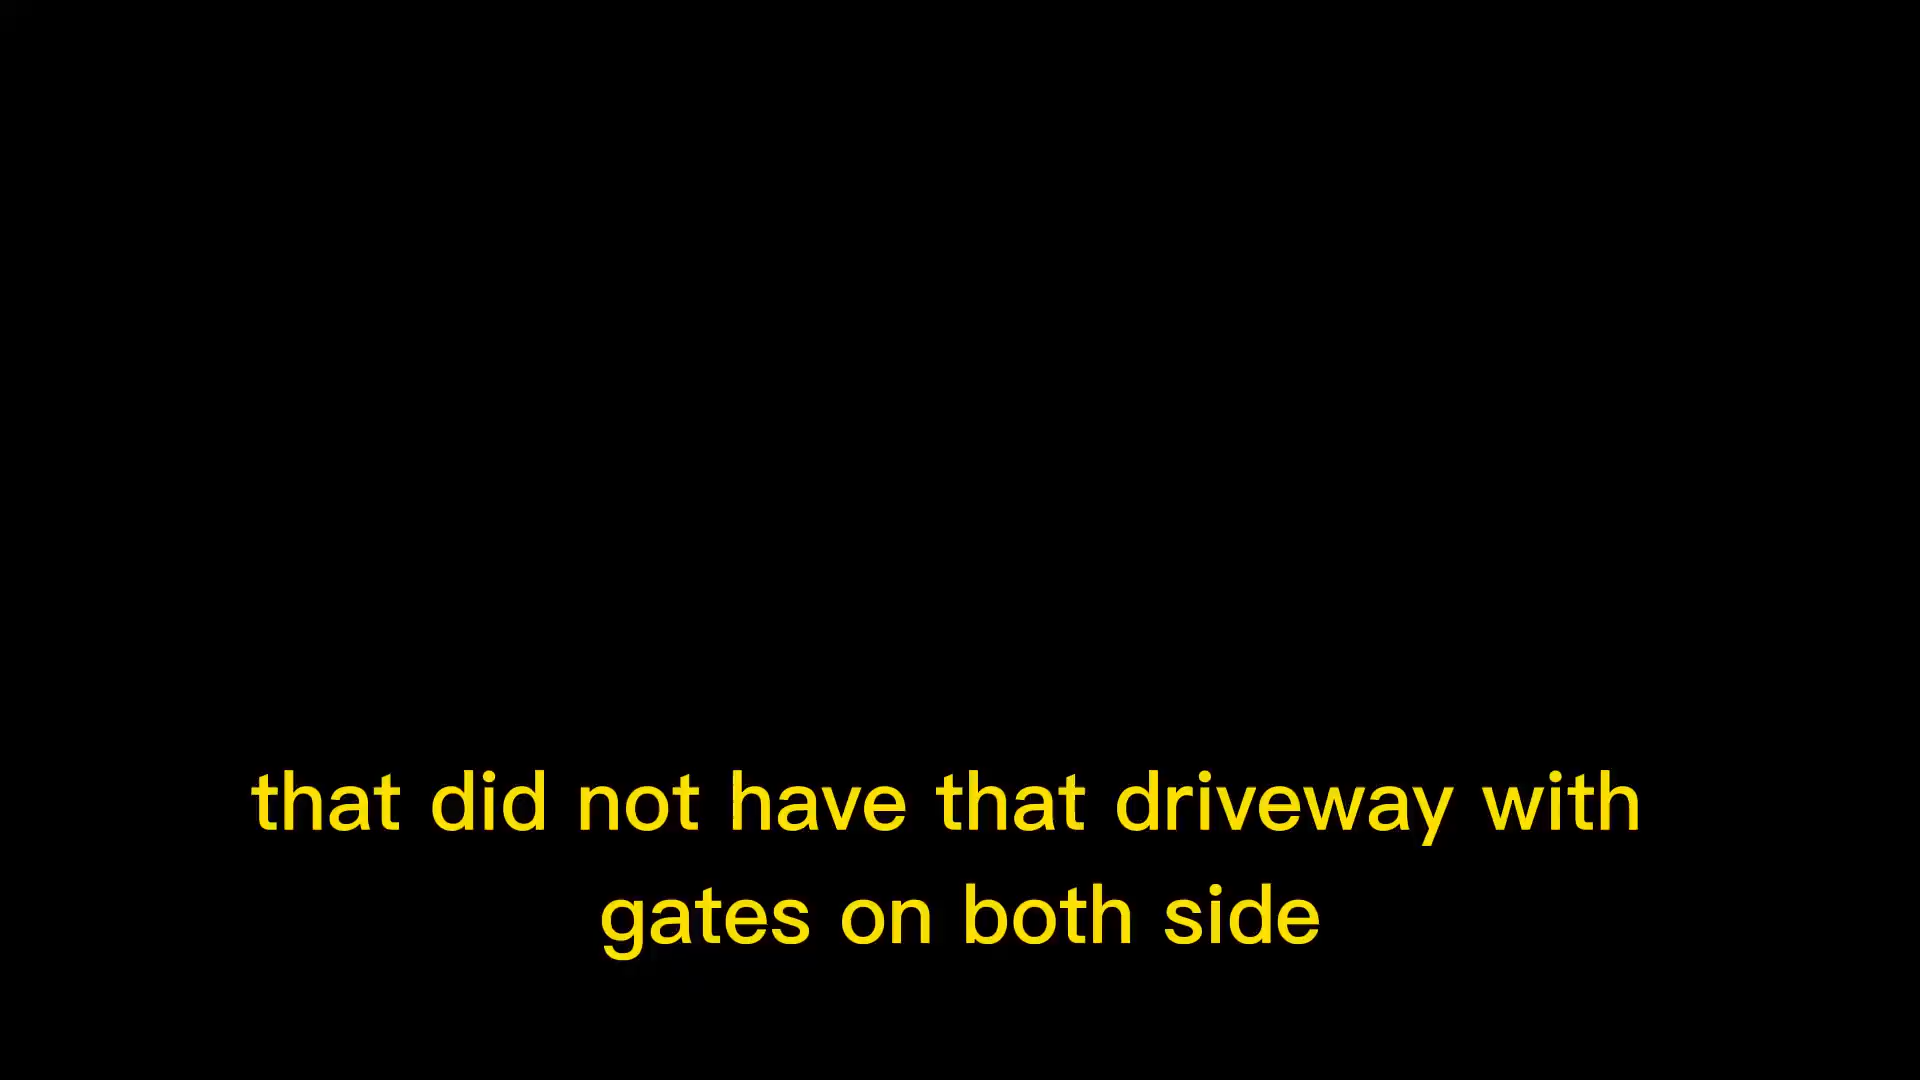 that did not have that driveway with
gates on both side